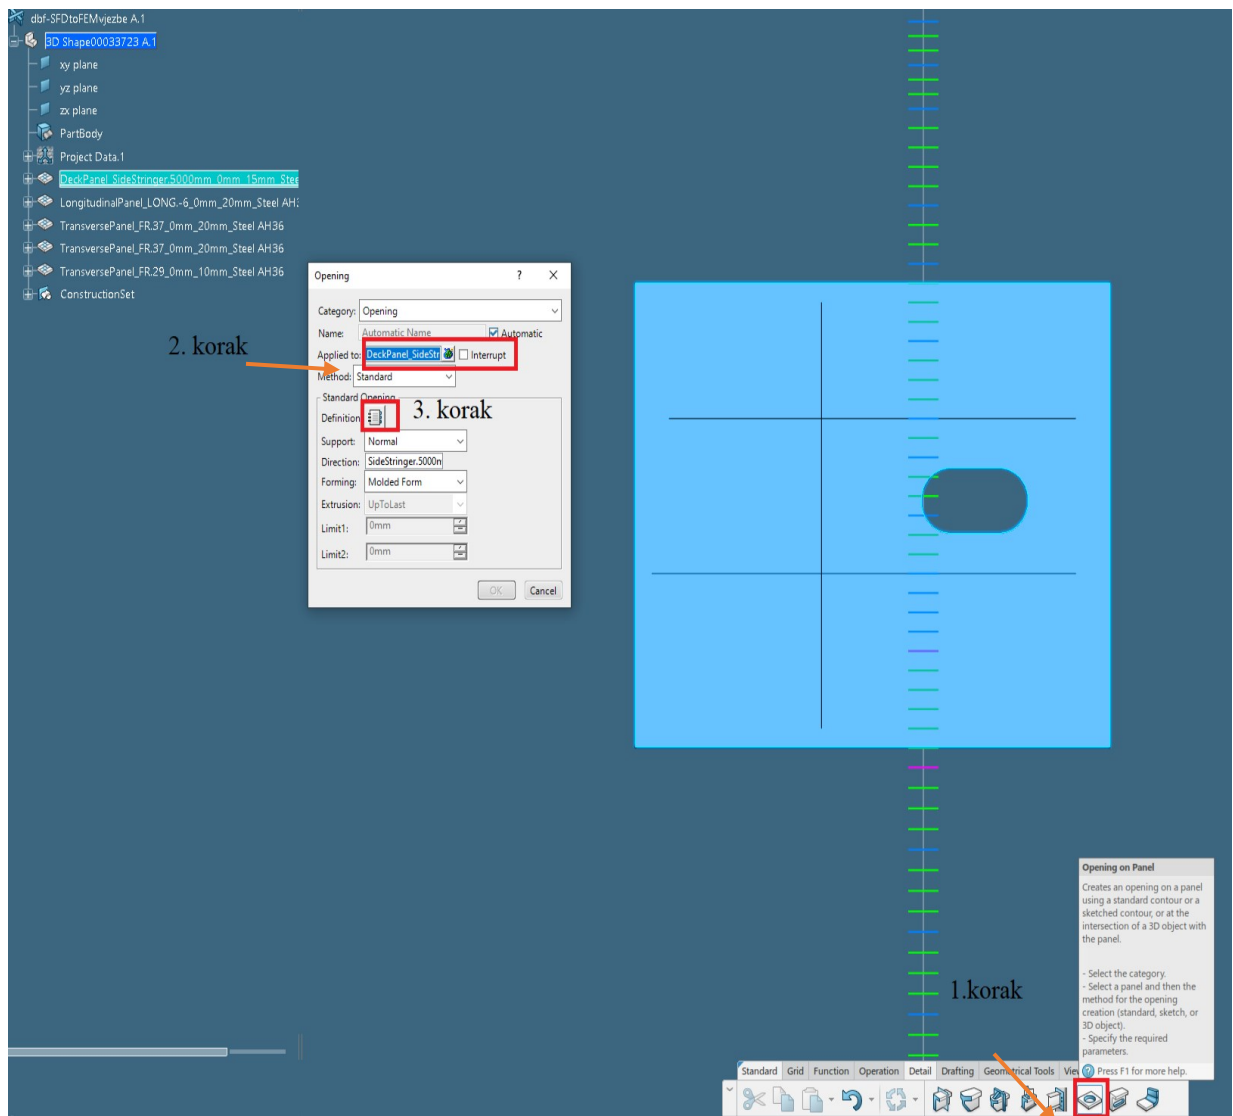 dbf-SFDtoFEMvjezbe A.1
3D Shape00033723 A.1
xy plane
yz plane
zx plane
PartBody
Project Data.1
DeckPanel_SideStringer.5000mm_0mm_15mm_Stee
LongitudinalPanel_LONG.-6_0mm_20mm_Steel AH:
TransversePanel_FR.37_0mm_20mm_Steel AH36
TransversePanel_FR.37_0mm_20mm_Steel AH36
TransversePanel_FR.29_0mm_10mm_Steel AH36
ConstructionSet
2. korak
Opening ? X
Category: Opening
Name: Automatic Name Automatic
Applied to: DeckPanel_SideStr Interrupt
Method: Standard
Standard Opening
Definition
3. korak
Support: Normal
Direction: SideStringer.5000n
Forming: Molded Form
Extrusion: UpToLast
Limit1: 0mm
Limit2: 0mm
OK Cancel
1.korak
Opening on Panel
Creates an opening on a panel
using a standard contour or a
sketched contour, or at the
intersection of a 3D object with
the panel.
- Select the category.
- Select a panel and then the
method for the opening
creation (standard, sketch, or
3D object).
- Specify the required
parameters.
? Press F1 for more help.
Standard Grid Function Operation Detail Drafting Geometrical Tools Vie